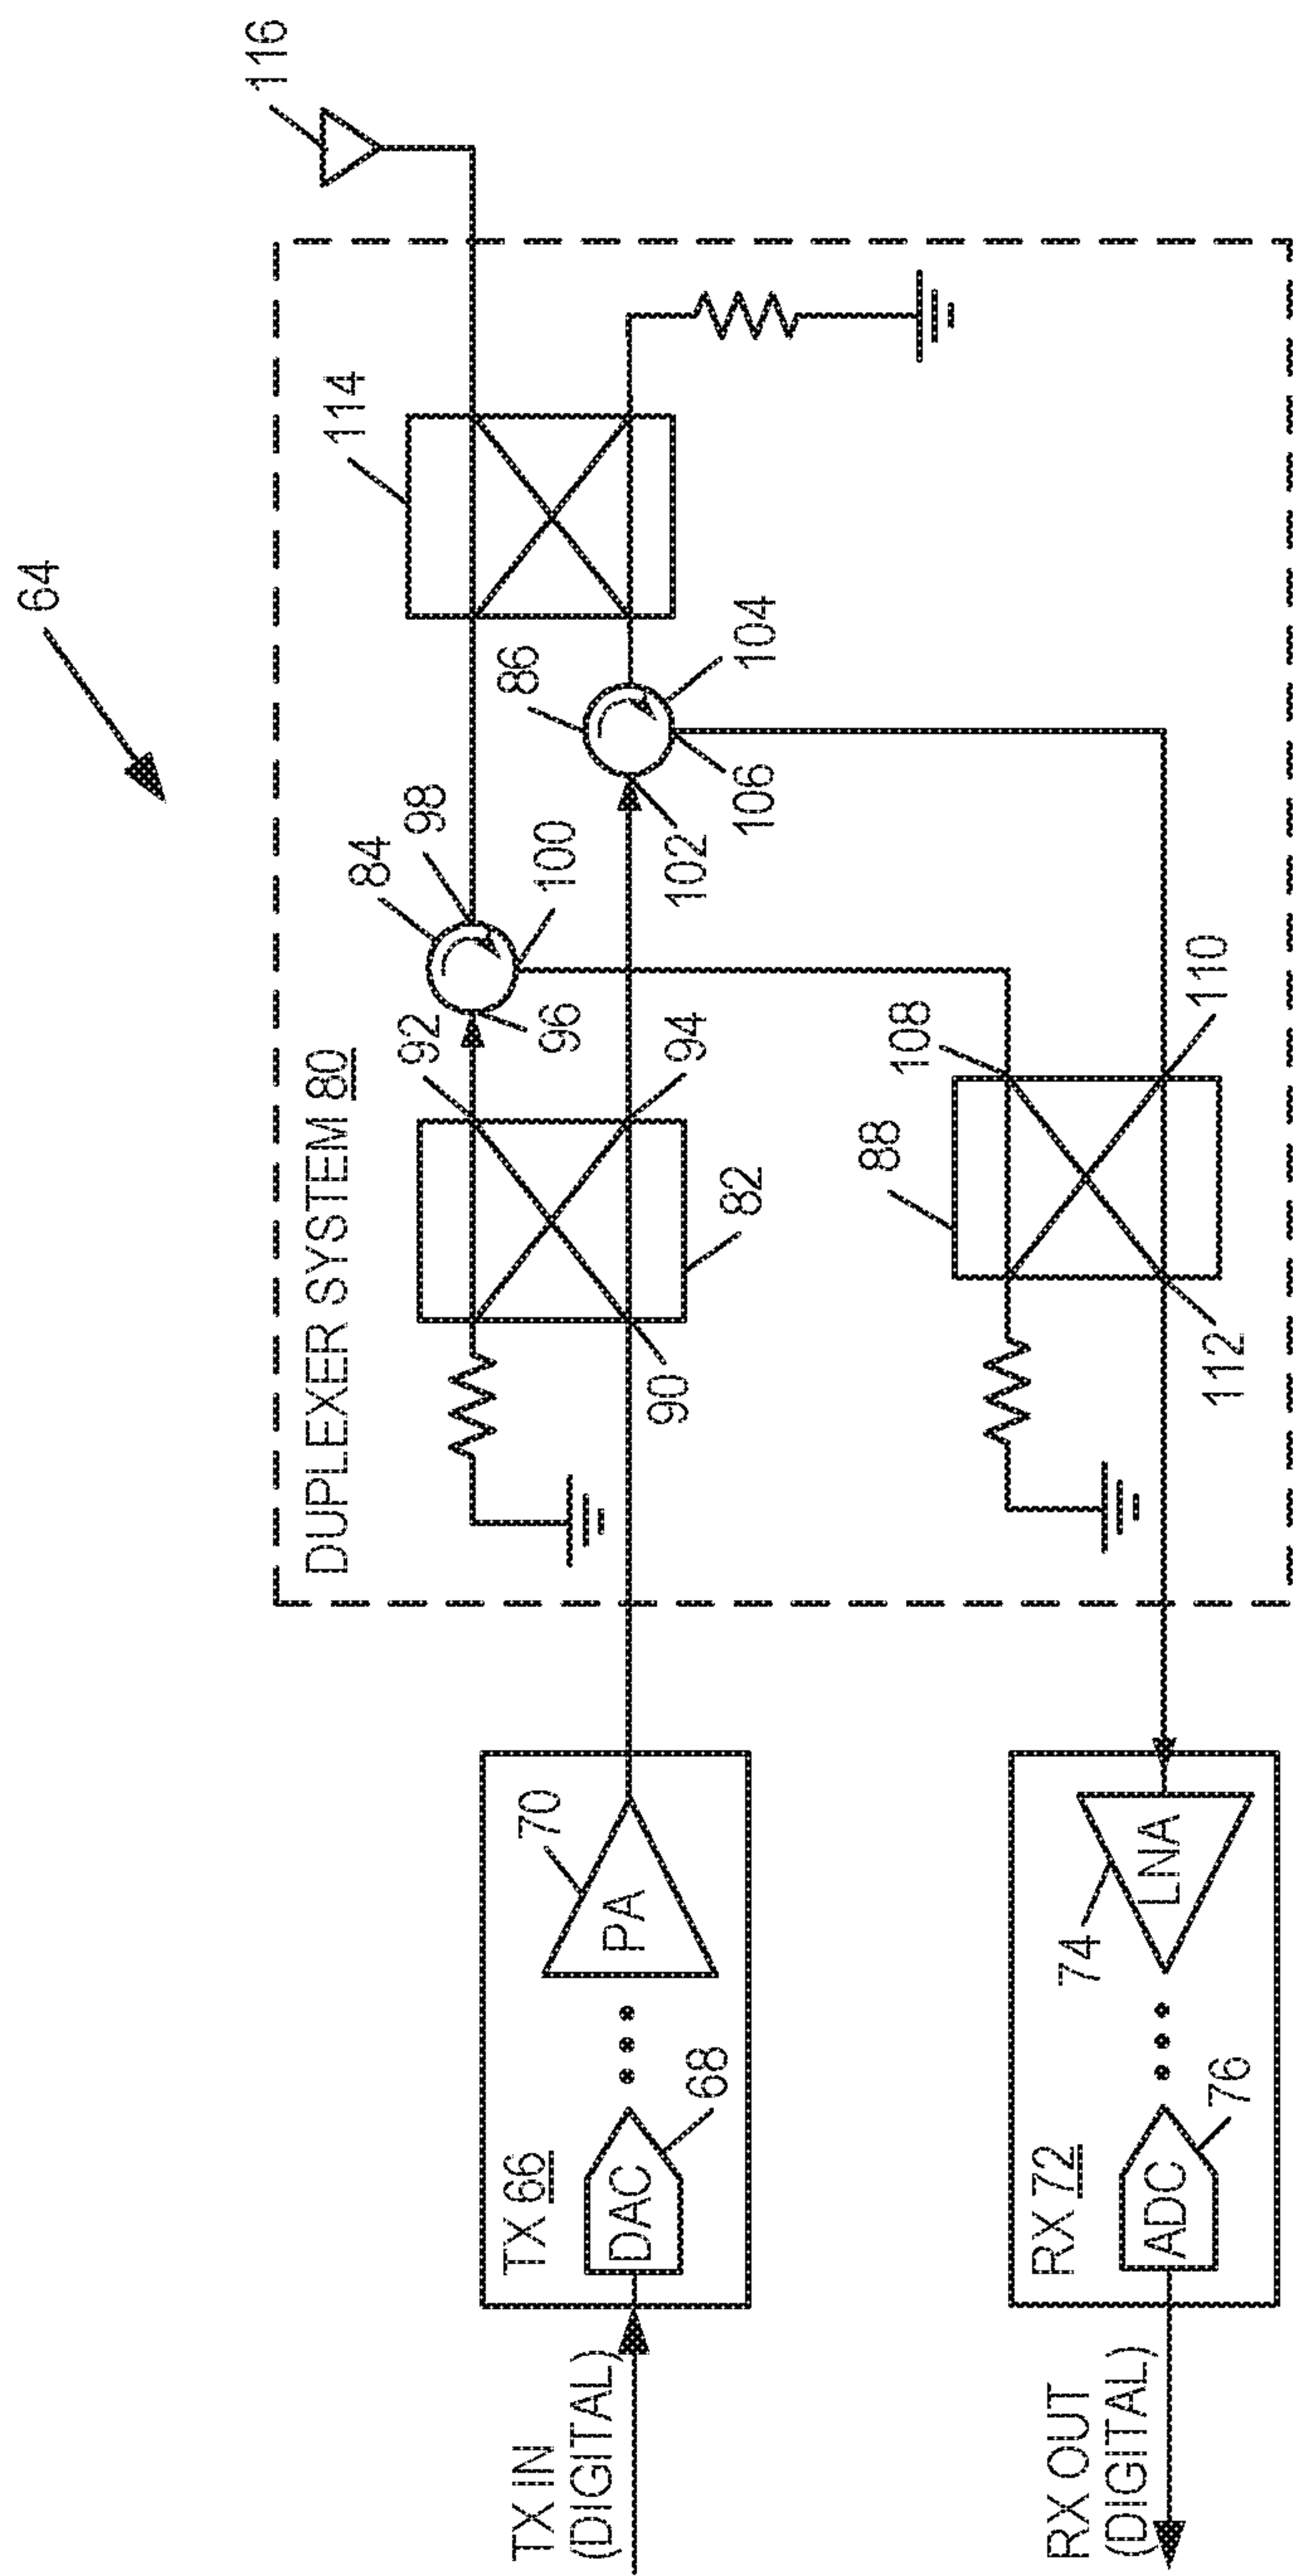 64
116
DUPLEXER SYSTEM 80
114
84
98
92
96
100
86
104
102
106
94
82
90
108
88
110
112
TX IN
(DIGITAL)
TX 66
DAC
68
PA
70
RX OUT
(DIGITAL)
RX 72
ADC
76
LNA
74